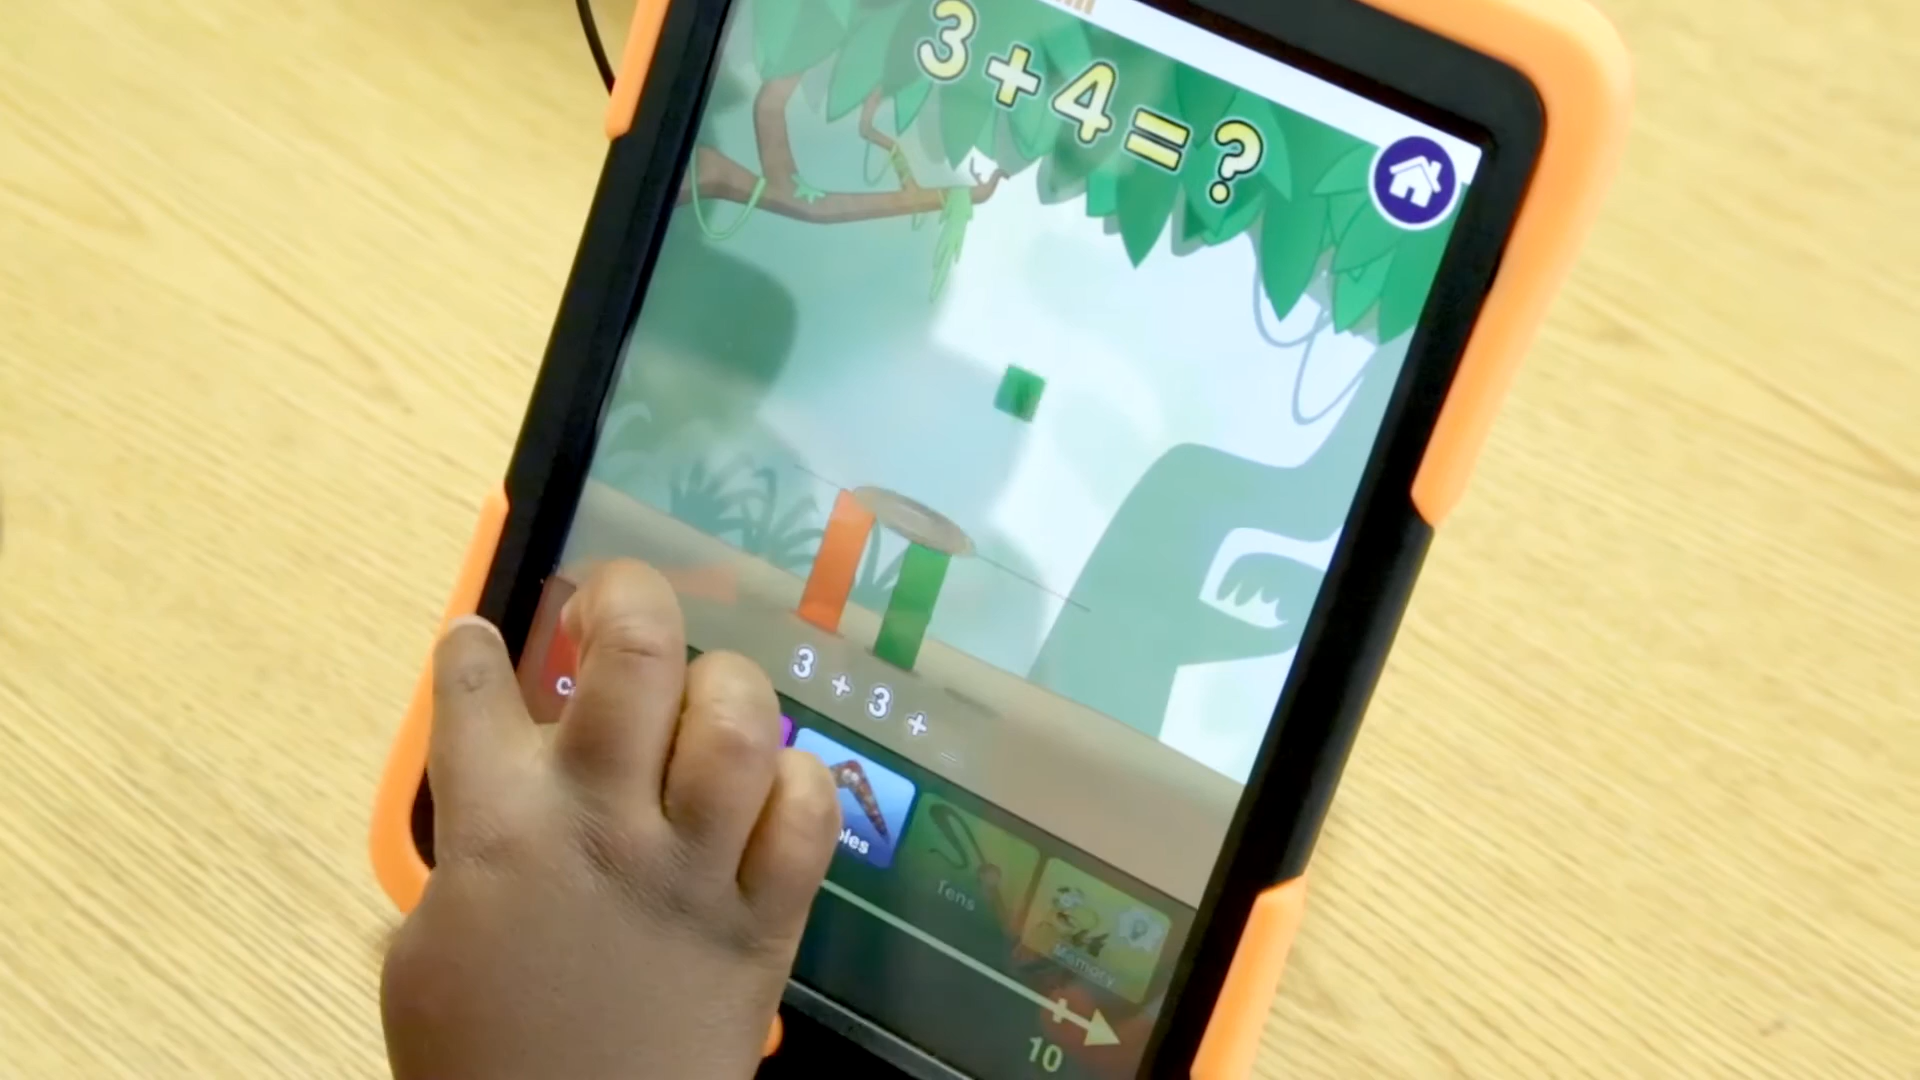 3 + 4 = ?
3 + 3 + _
Tens
Memory
10